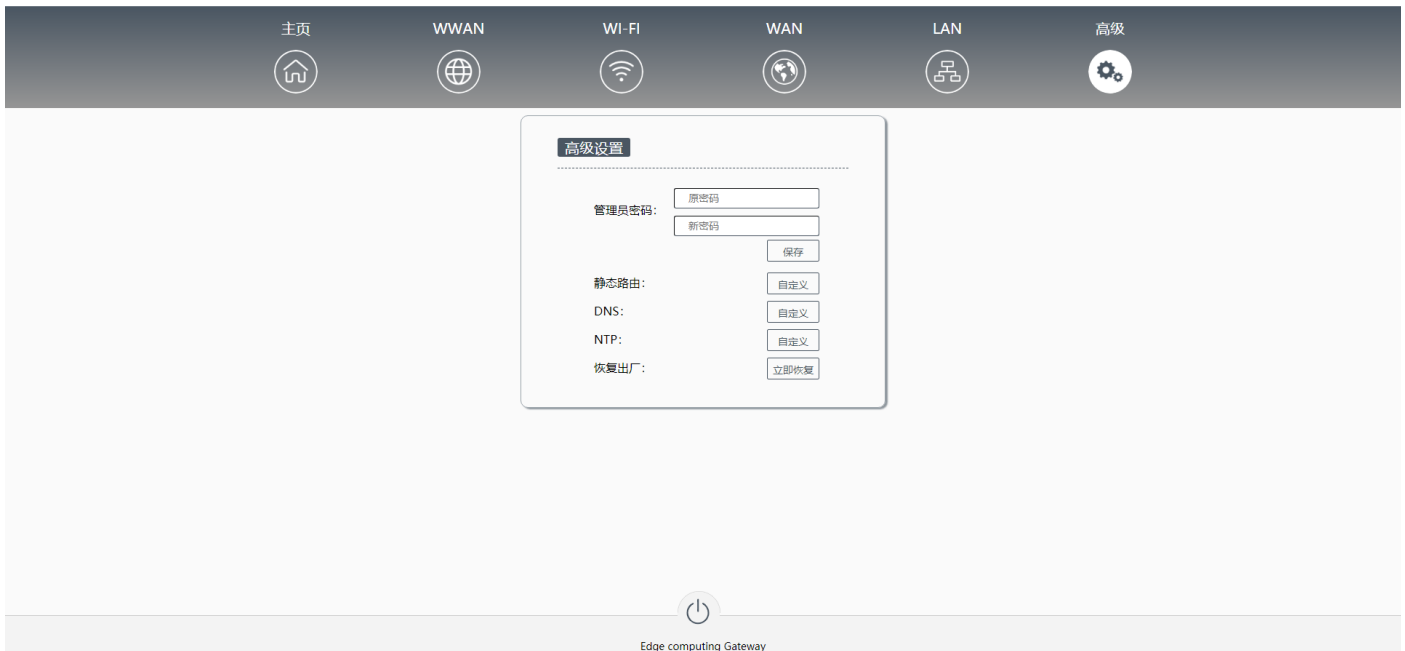 主页 WWAN WI-FI WAN LAN 高级
高级设置
管理员密码：
原密码
新密码
保存
静态路由： 自定义
DNS： 自定义
NTP： 自定义
恢复出厂： 立即恢复
Edge computing Gateway